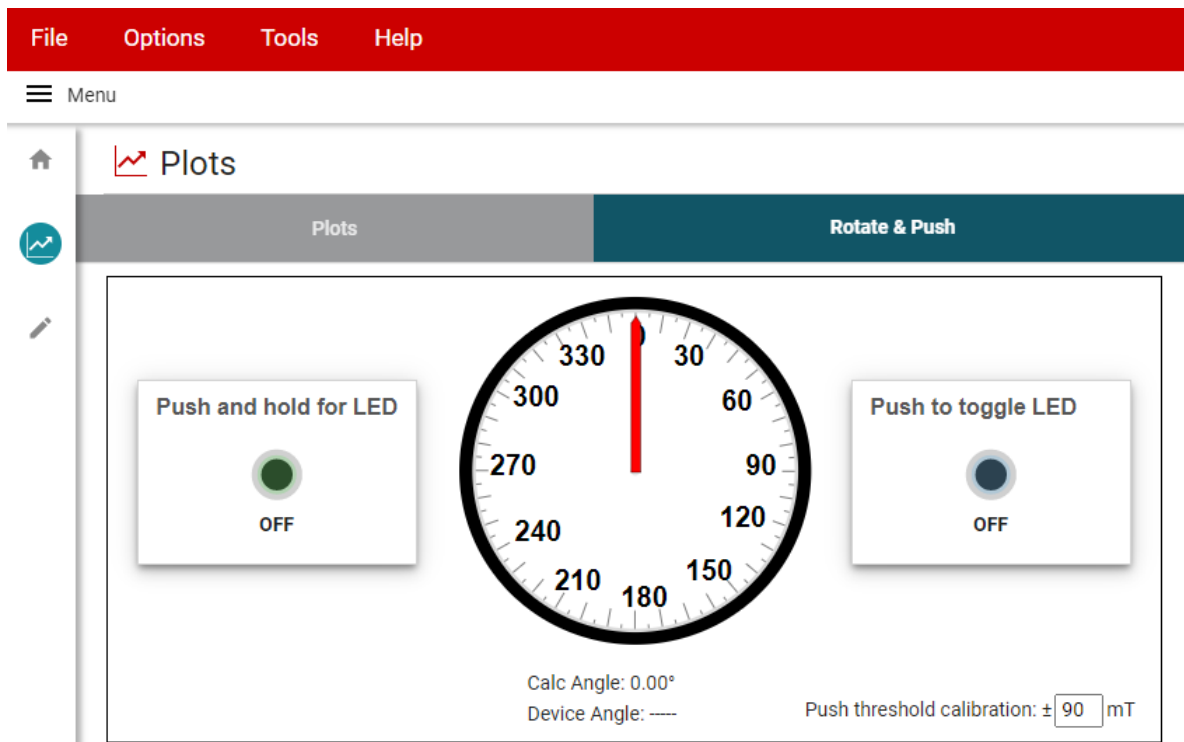 File Options Tools Help
Menu
Plots
Plots Rotate & Push
Push and hold for LED
OFF
0
30
60
90
120
150
180
210
240
270
300
330
Push to toggle LED
OFF
Calc Angle: 0.00°
Device Angle: -----
Push threshold calibration: ± 90 mT